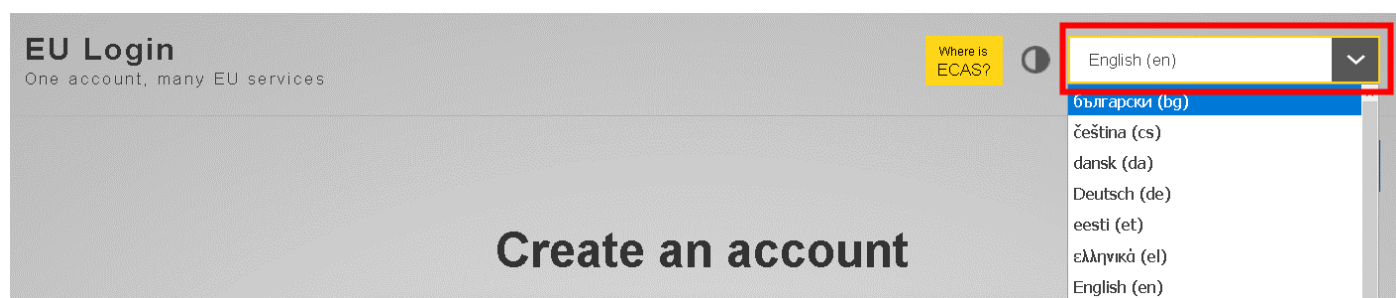 EU Login
One account, many EU services
Where is
ECAS?
English (en)
български (bg)
čeština (cs)
dansk (da)
Deutsch (de)
eesti (et)
ελληνικά (el)
English (en)
Create an account